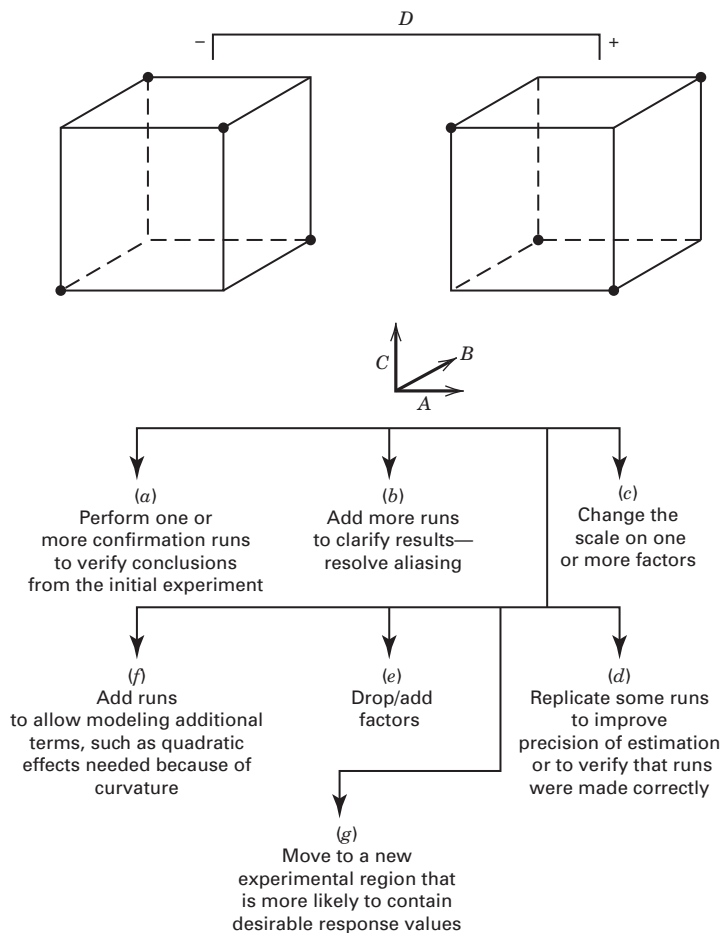 D
− +
C B
A
(a)
Perform one or
more confirmation runs
to verify conclusions
from the initial experiment
(b)
Add more runs
to clarify results—
resolve aliasing
(c)
Change the
scale on one
or more factors
(f)
Add runs
to allow modeling additional
terms, such as quadratic
effects needed because of
curvature
(e)
Drop/add
factors
(d)
Replicate some runs
to improve
precision of estimation
or to verify that runs
were made correctly
(g)
Move to a new
experimental region that
is more likely to contain
desirable response values